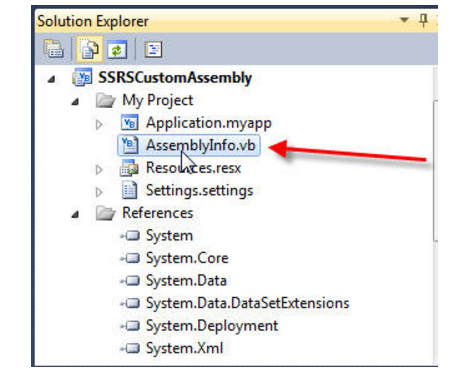 Solution Explorer
SSRSCustomAssembly
My Project
Application.myapp
AssemblyInfo.vb
Resources.resx
Settings.settings
References
System
System.Core
System.Data
System.Data.DataSetExtensions
System.Deployment
System.Xml